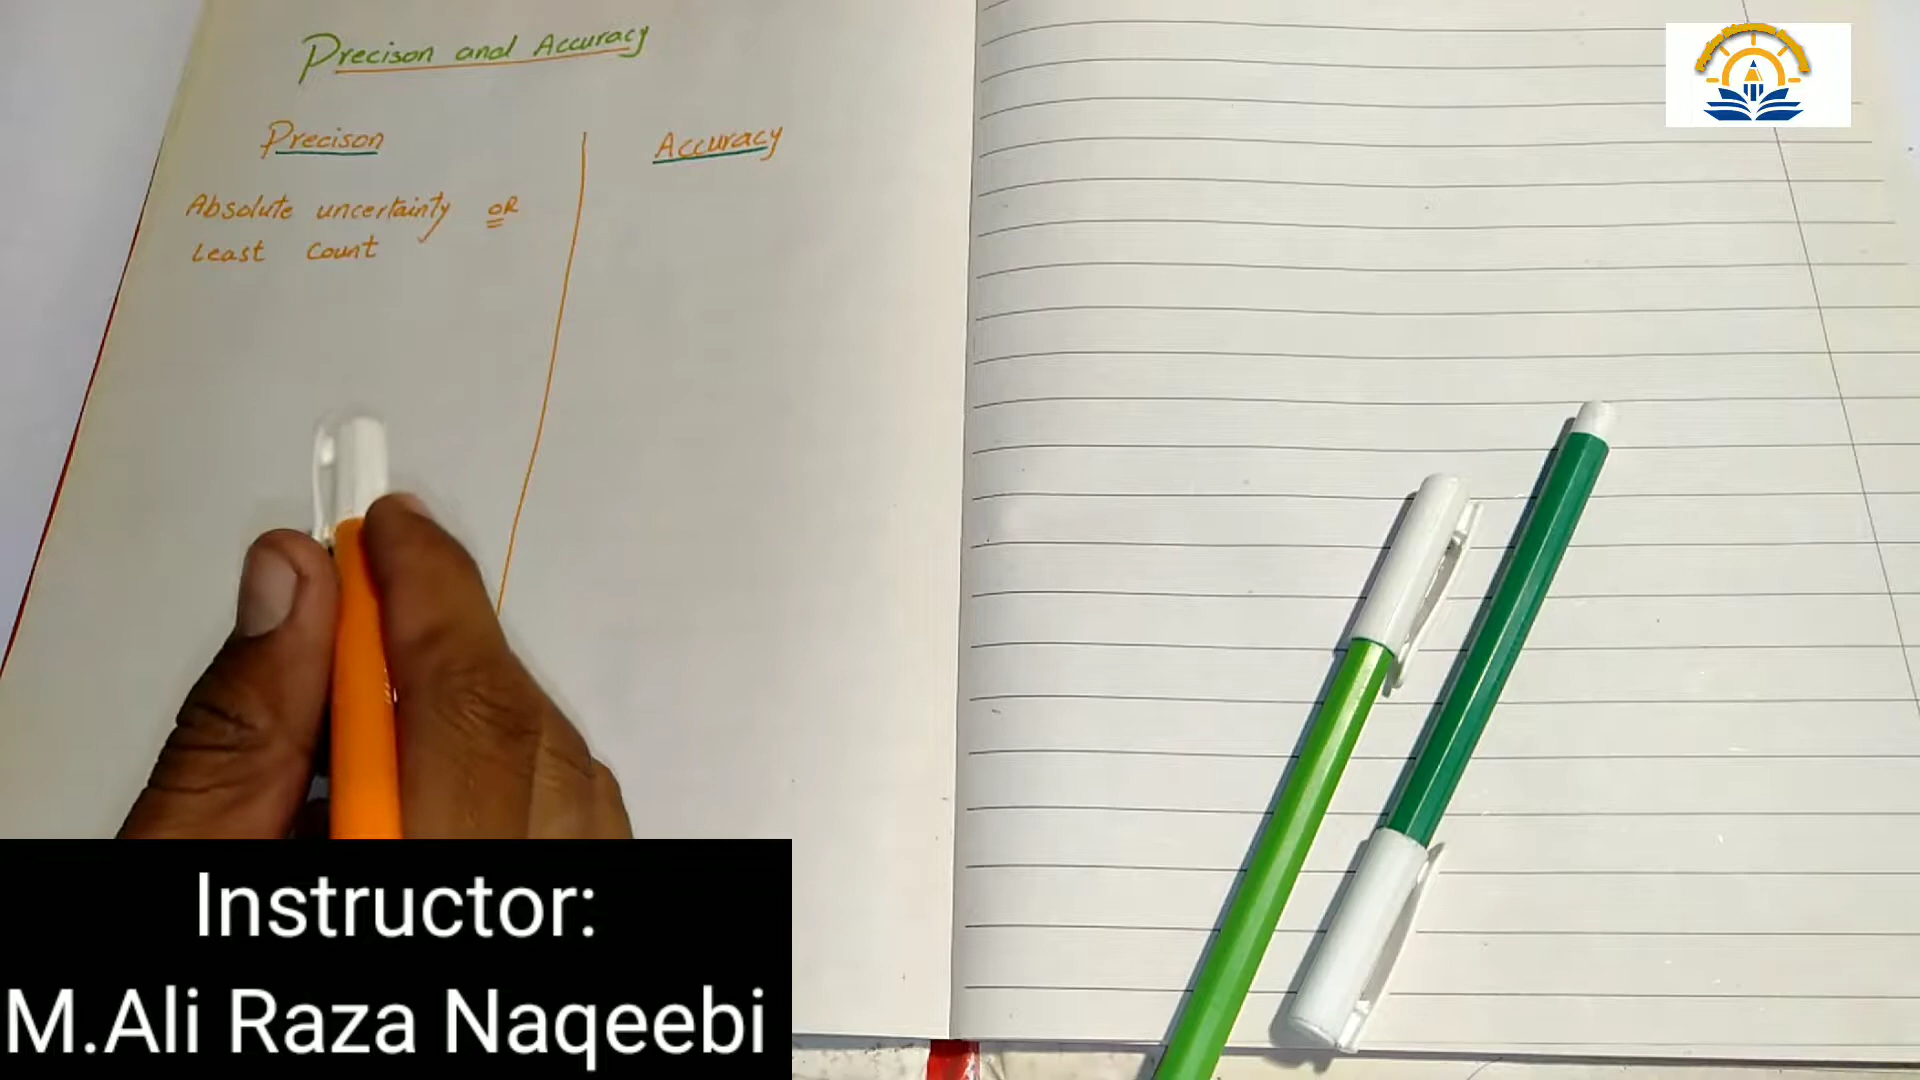 Precison and Accuracy
Precison
Accuracy
Absolute uncertainty OR
Least Count
Instructor:
M.Ali Raza Naqeebi